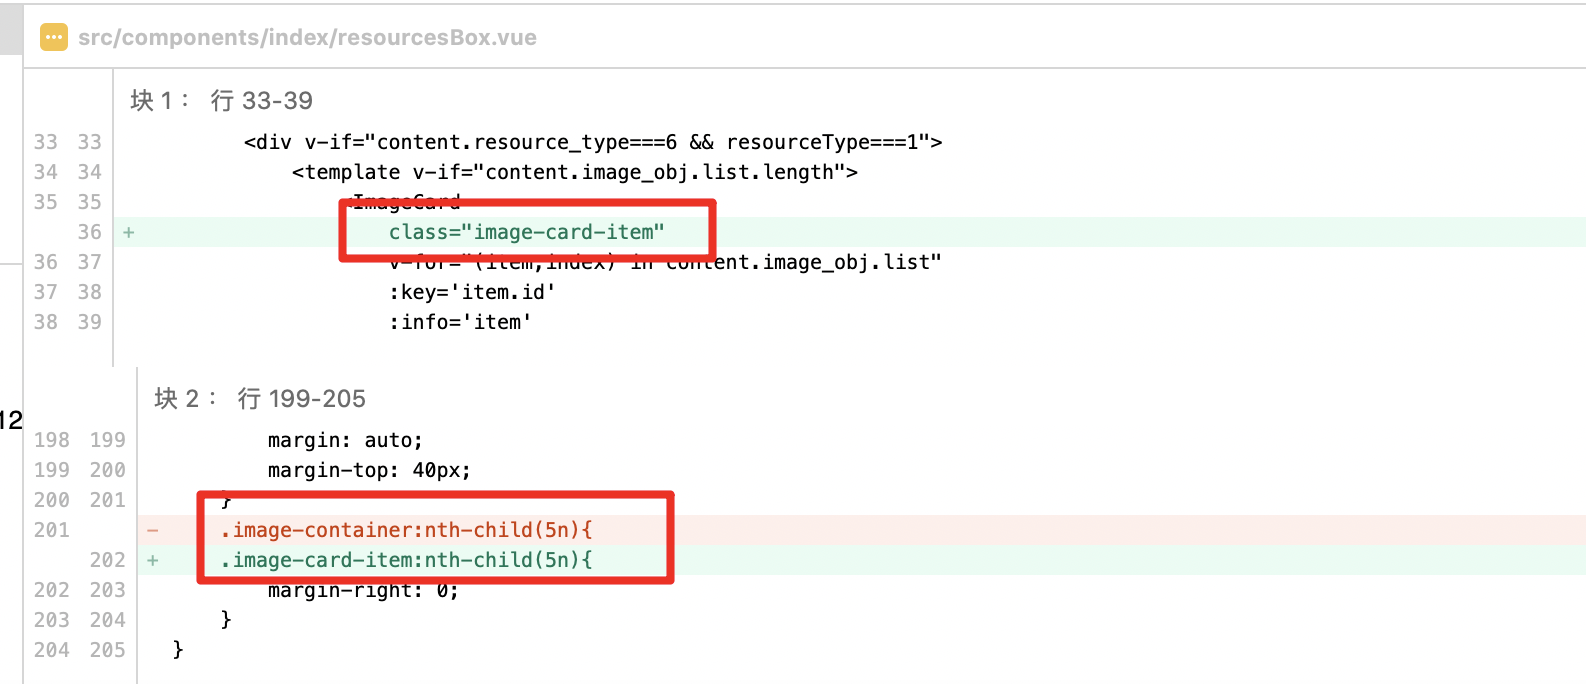 src/components/index/resourcesBox.vue
块 1： 行 33-39
33 33 <div v-if="content.resource_type===6 && resourceType===1">
34 34 <template v-if="content.image_obj.list.length">
35 35 <ImageCard
36 + class="image-card-item"
36 37 v-for="(item,index) in content.image_obj.list"
37 38 :key='item.id'
38 39 :info='item'
块 2： 行 199-205
12
198 199 margin: auto;
199 200 margin-top: 40px;
200 201 }
201 - .image-container:nth-child(5n){
202 + .image-card-item:nth-child(5n){
202 203 margin-right: 0;
203 204 }
204 205 }